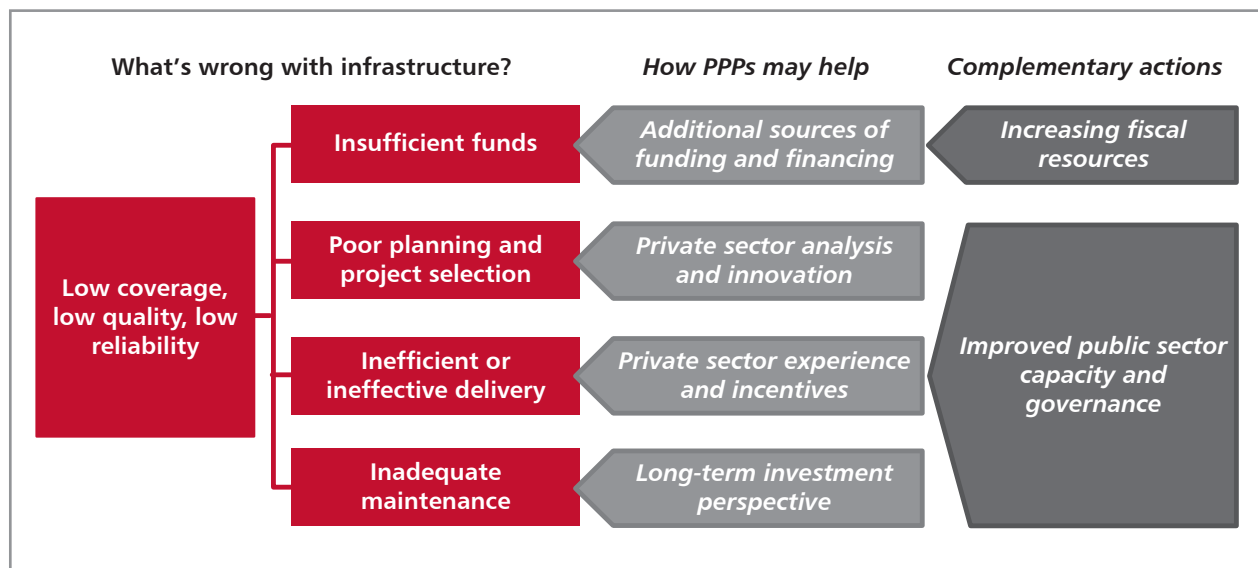 What's wrong with infrastructure?
How PPPs may help
Complementary actions
Low coverage,
low quality, low
reliability
Insufficient funds
Additional sources of
funding and financing
Increasing fiscal
resources
Poor planning and
project selection
Private sector analysis
and innovation
Inefficient or
ineffective delivery
Private sector experience
and incentives
Inadequate
maintenance
Long-term investment
perspective
Improved public sector
capacity and
governance